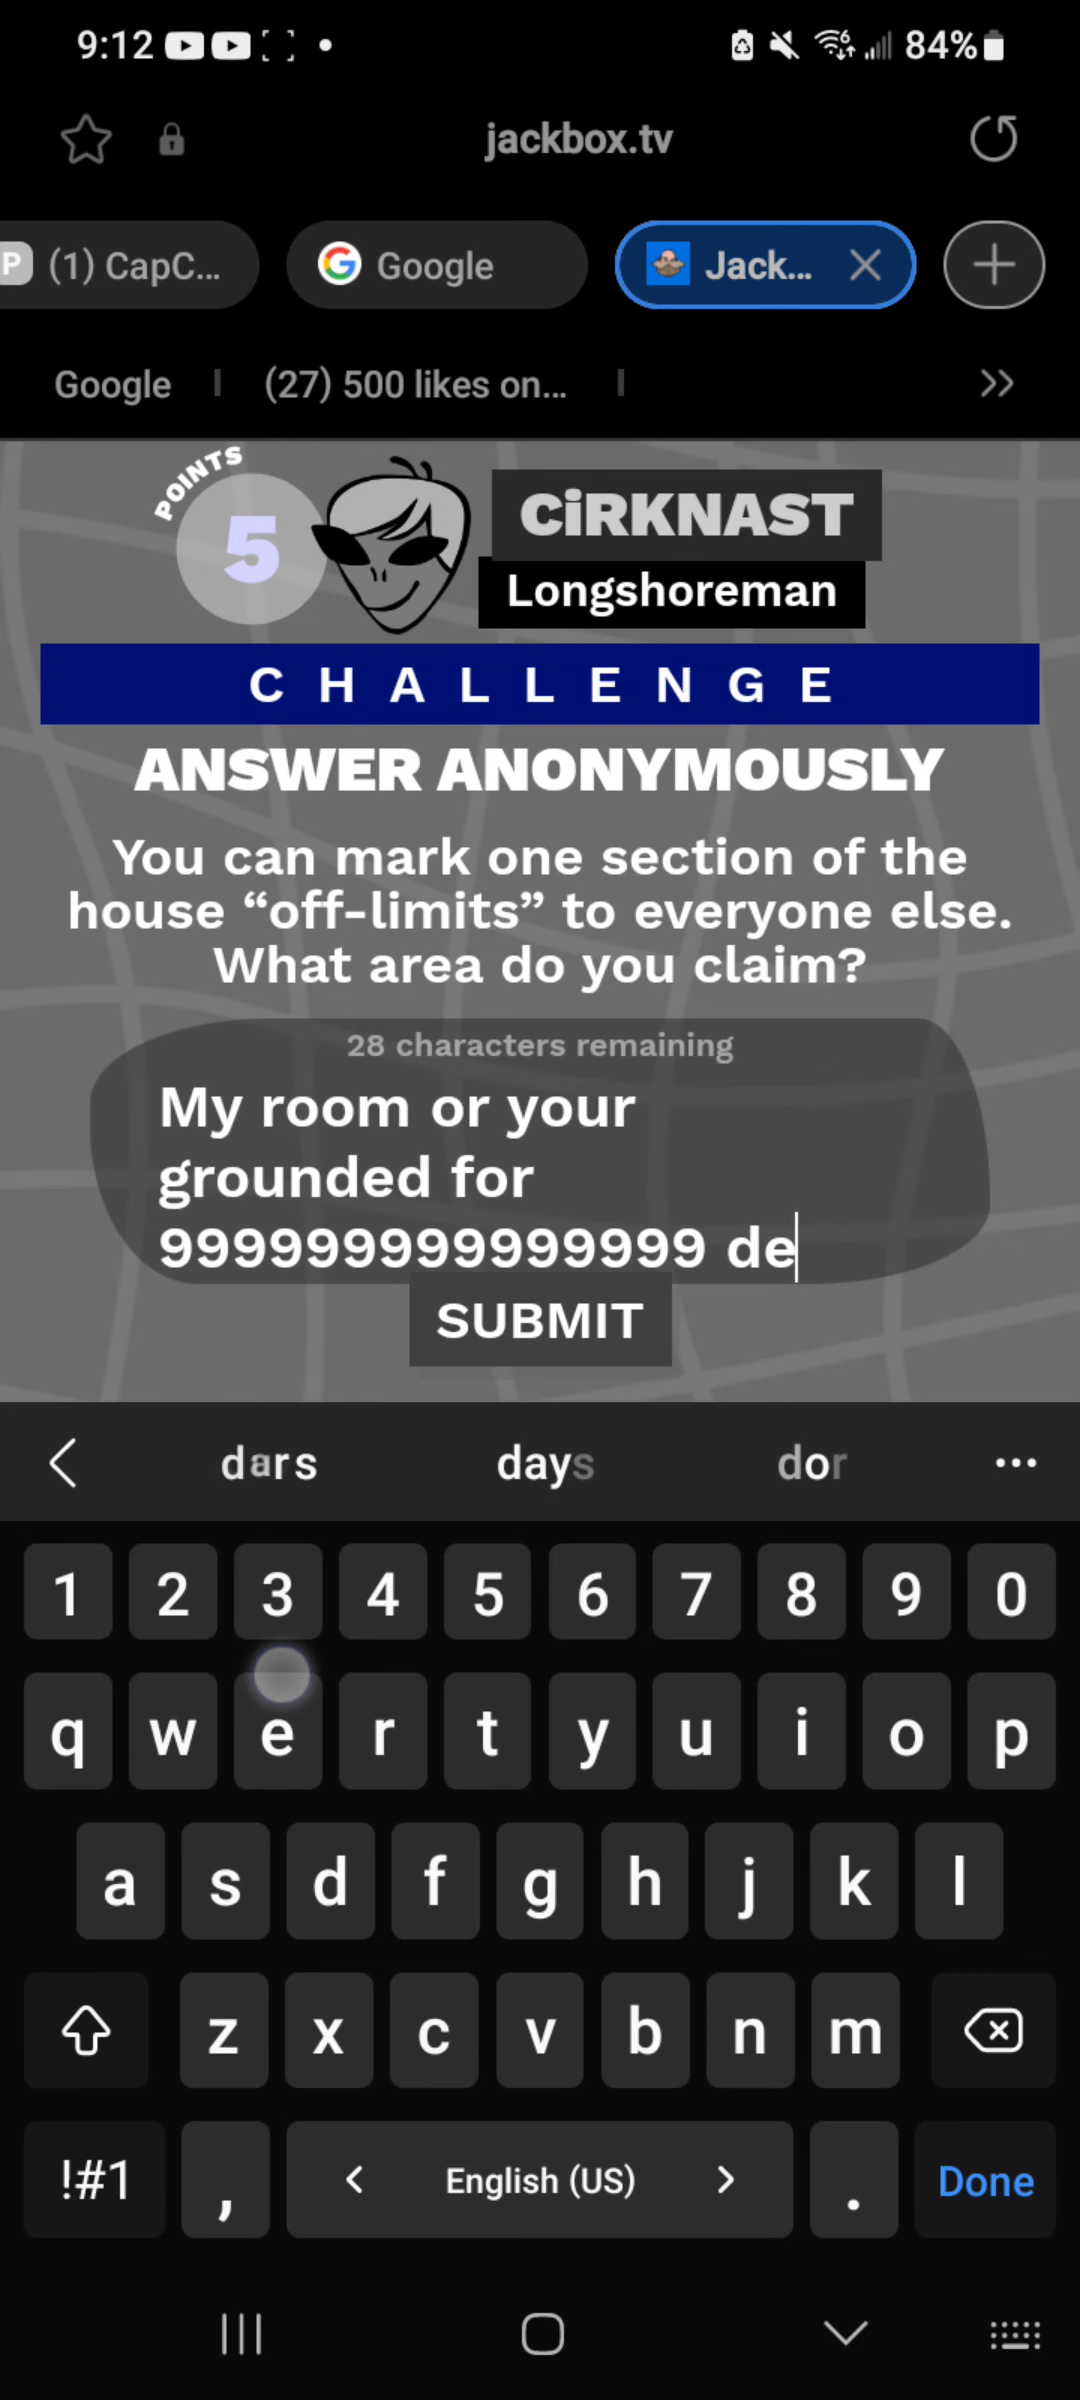 9:12 84%
jackbox.tv
P (1) CapC... Google Jack...
Google (27) 500 likes on...
POINTS
5
CiRKNAST
Longshoreman
CHALLENGE
ANSWER ANONYMOUSLY
You can mark one section of the
house “off-limits” to everyone else.
What area do you claim?
28 characters remaining
My room or your
grounded for
999999999999999 de
SUBMIT
dars days dor
1 2 3 4 5 6 7 8 9 0
q w e r t y u i o p
a s d f g h j k l
z x c v b n m
!#1 , < English (US) > . Done